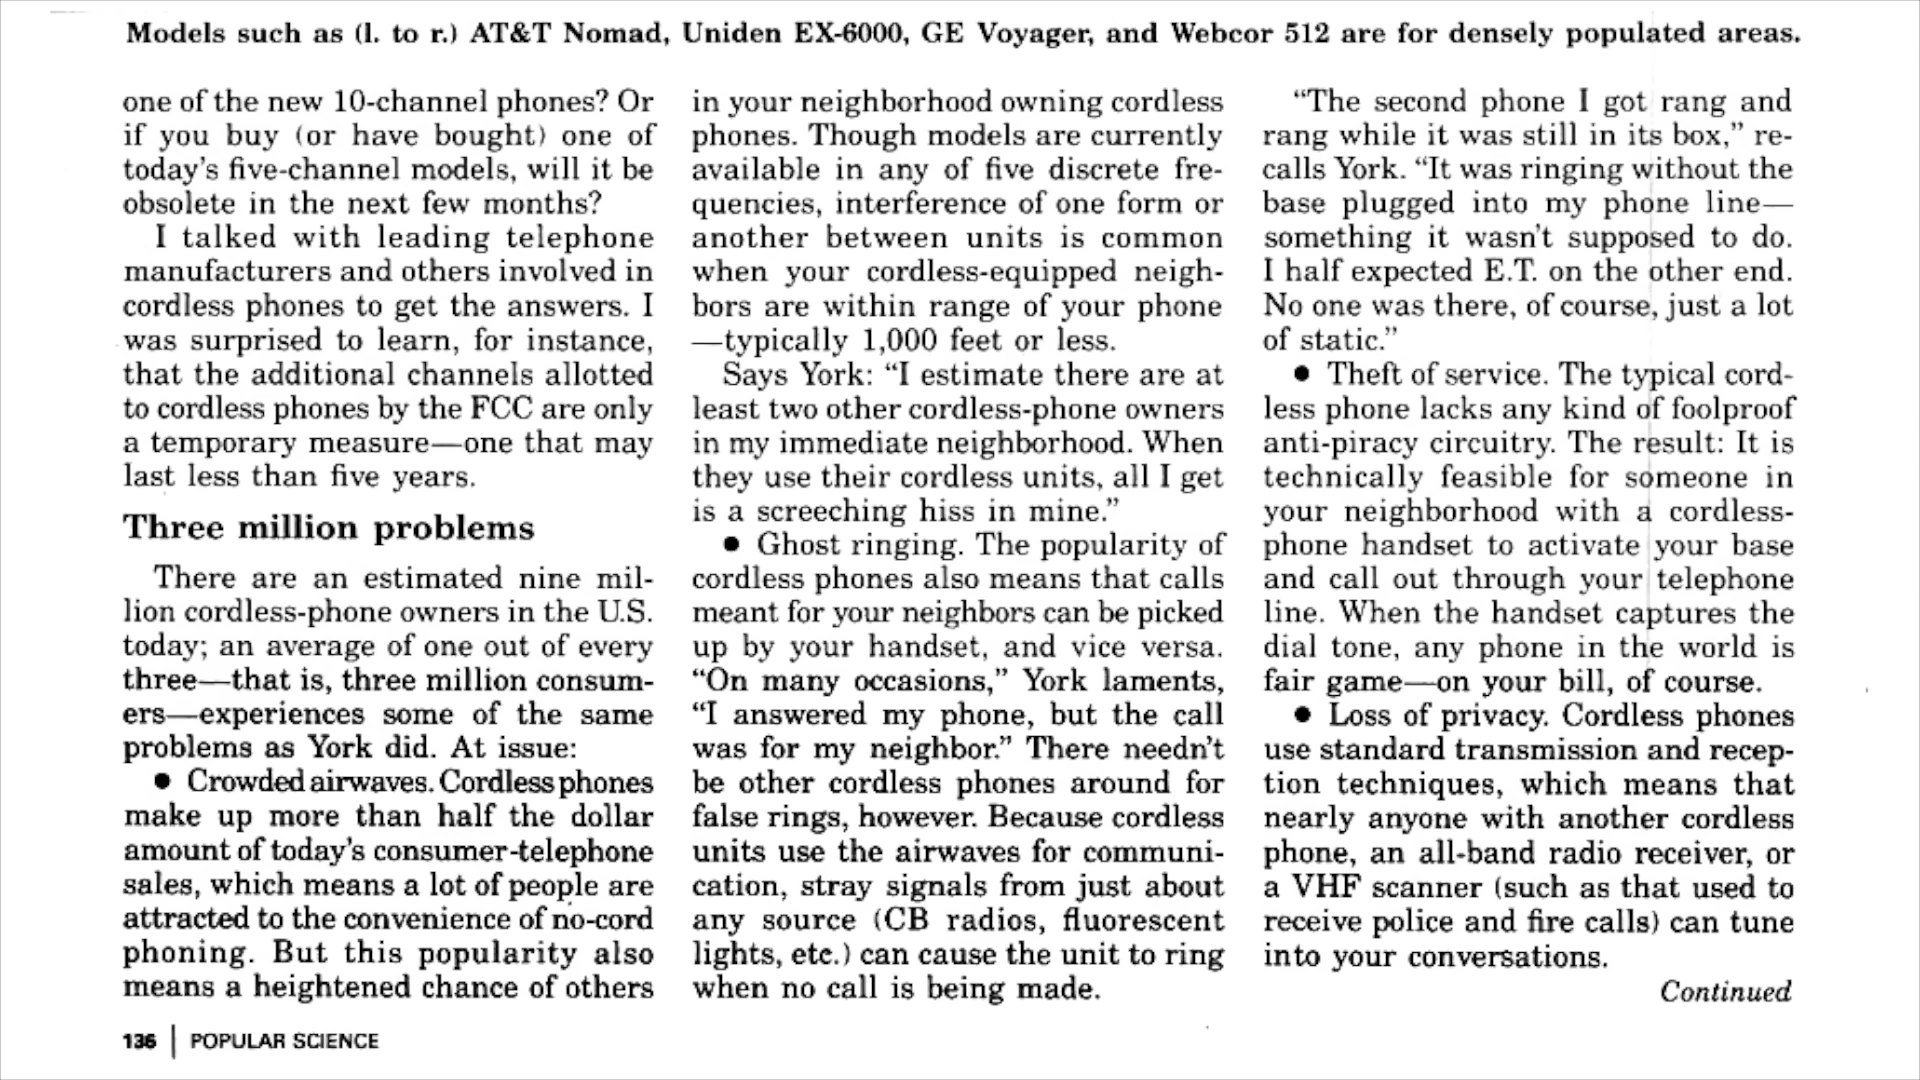 Models such as (l. to r.) AT&T Nomad, Uniden EX-6000, GE Voyager, and Webcor 512 are for densely populated areas.
one of the new 10-channel phones? Or
if you buy (or have bought) one of
today's five-channel models, will it be
obsolete in the next few months?
I talked with leading telephone
manufacturers and others involved in
cordless phones to get the answers. I
was surprised to learn, for instance,
that the additional channels allotted
to cordless phones by the FCC are only
a temporary measure—one that may
last less than five years.
Three million problems
There are an estimated nine mil-
lion cordless-phone owners in the U.S.
today; an average of one out of every
three—that is, three million consum-
ers—experiences some of the same
problems as York did. At issue:
● Crowded airwaves. Cordless phones
make up more than half the dollar
amount of today's consumer-telephone
sales, which means a lot of people are
attracted to the convenience of no-cord
phoning. But this popularity also
means a heightened chance of others
in your neighborhood owning cordless
phones. Though models are currently
available in any of five discrete fre-
quencies, interference of one form or
another between units is common
when your cordless-equipped neigh-
bors are within range of your phone
—typically 1,000 feet or less.
Says York: “I estimate there are at
least two other cordless-phone owners
in my immediate neighborhood. When
they use their cordless units, all I get
is a screeching hiss in mine.”
● Ghost ringing. The popularity of
cordless phones also means that calls
meant for your neighbors can be picked
up by your handset, and vice versa.
“On many occasions,” York laments,
“I answered my phone, but the call
was for my neighbor.” There needn't
be other cordless phones around for
false rings, however. Because cordless
units use the airwaves for communi-
cation, stray signals from just about
any source (CB radios, fluorescent
lights, etc.) can cause the unit to ring
when no call is being made.
“The second phone I got rang and
rang while it was still in its box,” re-
calls York. “It was ringing without the
base plugged into my phone line—
something it wasn't supposed to do.
I half expected E.T. on the other end.
No one was there, of course, just a lot
of static.”
● Theft of service. The typical cord-
less phone lacks any kind of foolproof
anti-piracy circuitry. The result: It is
technically feasible for someone in
your neighborhood with a cordless-
phone handset to activate your base
and call out through your telephone
line. When the handset captures the
dial tone, any phone in the world is
fair game—on your bill, of course.
● Loss of privacy. Cordless phones
use standard transmission and recep-
tion techniques, which means that
nearly anyone with another cordless
phone, an all-band radio receiver, or
a VHF scanner (such as that used to
receive police and fire calls) can tune
into your conversations.
Continued
136 | POPULAR SCIENCE